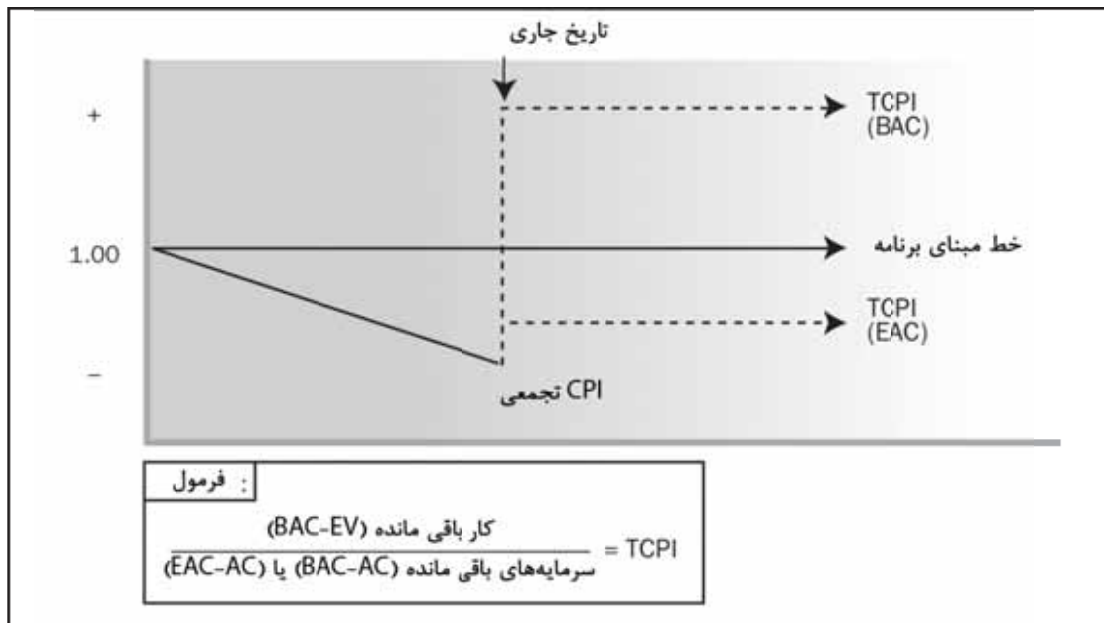 تاریخ جاری
+
TCPI
(BAC)
1.00
خط مبنای برنامه
TCPI
(EAC)
–
CPI تجمعی
فرمول :
کار باقی مانده (BAC-EV)
= TCPI
سرمایه‌های باقی مانده (BAC-AC) یا (EAC-AC)